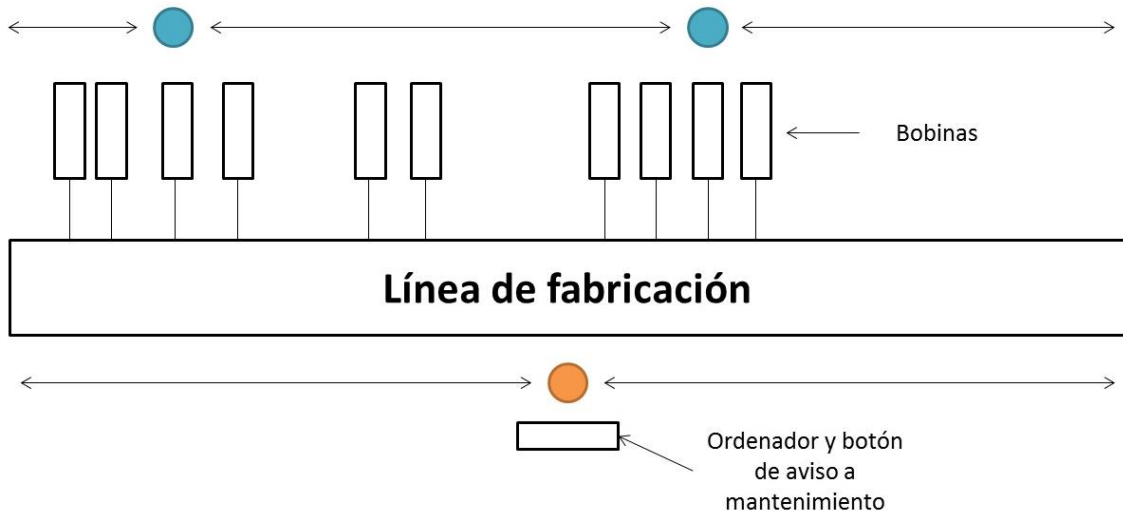 Bobinas
Línea de fabricación
Ordenador y botón
de aviso a
mantenimiento